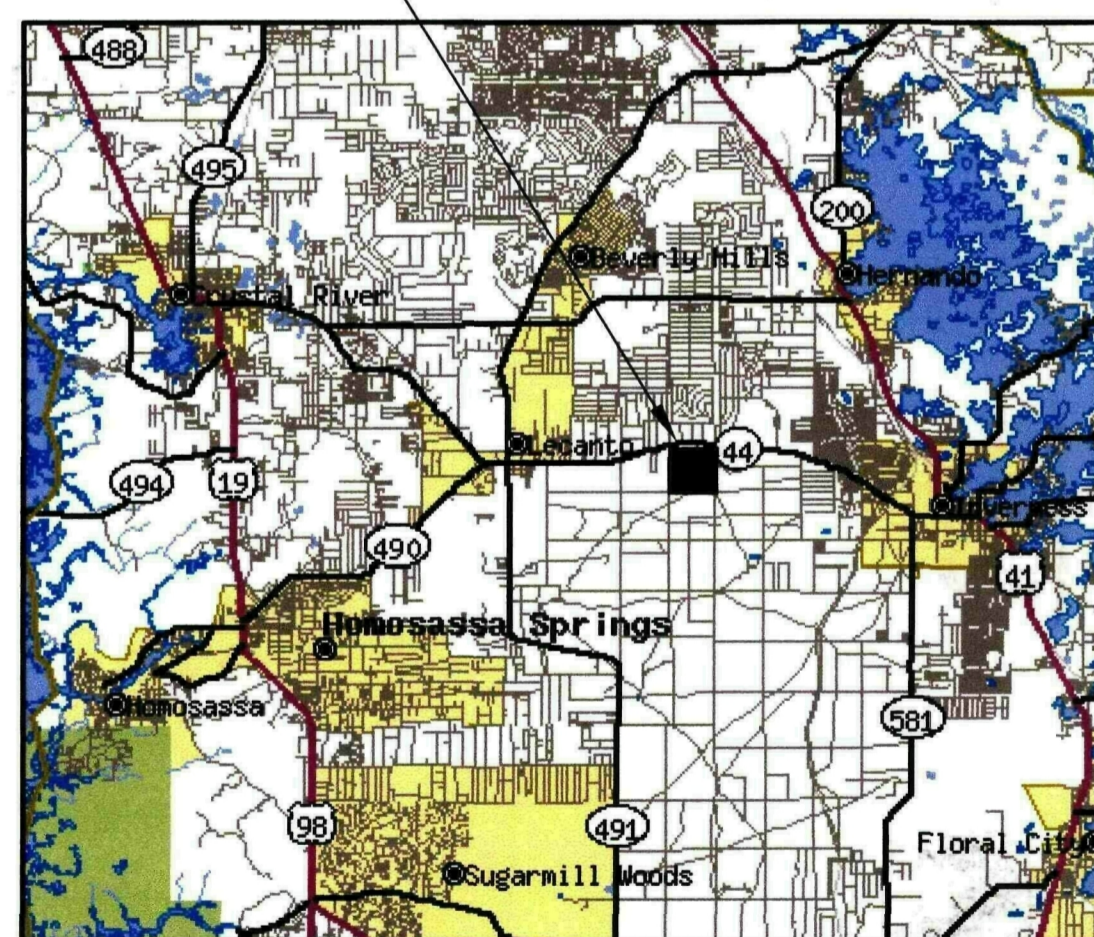 488
495
200
Beverly Hills
Hernando
Crystal River
Lecanto
44
494
19
Inverness
490
41
Homosassa Springs
Homosassa
581
98
491
Floral City
Sugarmill Woods